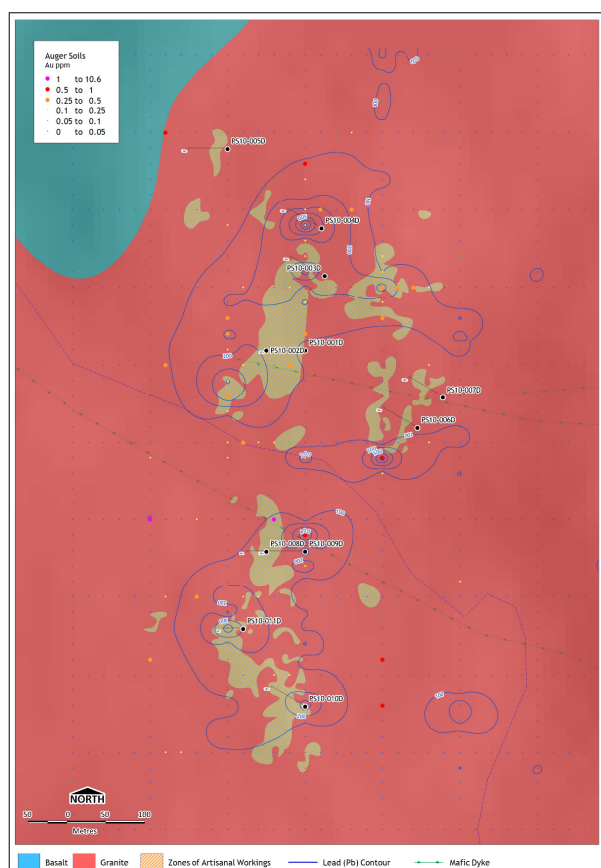 Auger Soils
Au ppm
1 to 10.6
0.5 to 1
0.25 to 0.5
0.1 to 0.25
0.05 to 0.1
0 to 0.05
PS10-005D
PS10-004D
PS10-003D
PS10-002D PS10-001D
PS10-007D
PS10-006D
100
PS10-008D PS10-009D
PS10-011D
PS10-010D
200
100
NORTH
50 0 50 100
Metres
Basalt Granite Zones of Artisanal Workings Lead (Pb) Contour Mafic Dyke